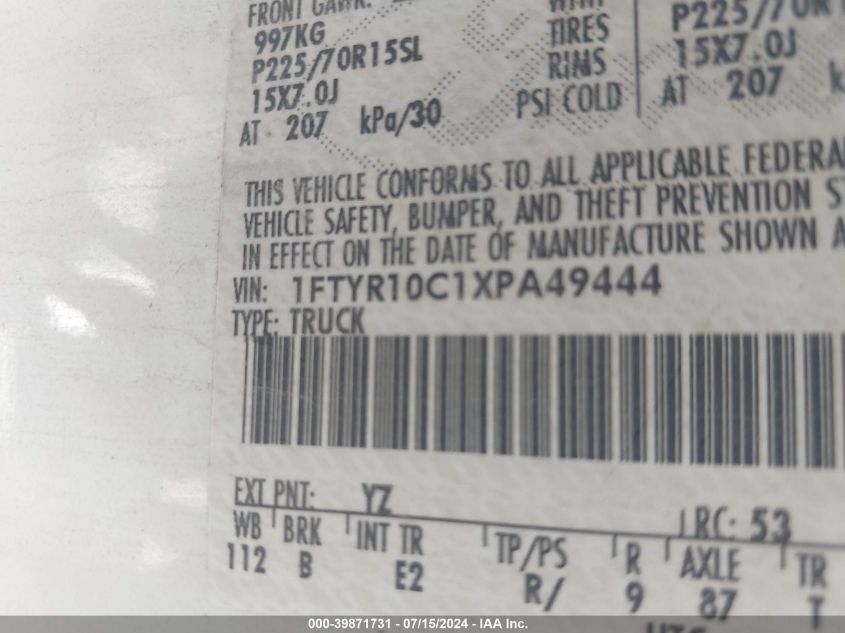 FRONT GAWR:
997KG WITH P225/70R
P225/70R15SL TIRES 15X7.0J
15X7.0J RIMS AT 207
AT 207 kPa/30 PSI COLD
THIS VEHICLE CONFORMS TO ALL APPLICABLE FEDERA
VEHICLE SAFETY, BUMPER, AND THEFT PREVENTION S
IN EFFECT ON THE DATE OF MANUFACTURE SHOWN A
VIN: 1FTYR10C1XPA49444
TYPE: TRUCK
EXT PNT: YZ RC: 53
WB BRK INT TR TP/PS R AXLE TR
112 B E2 R/ 9 87 T
000-39871731 - 07/15/2024 - IAA Inc.